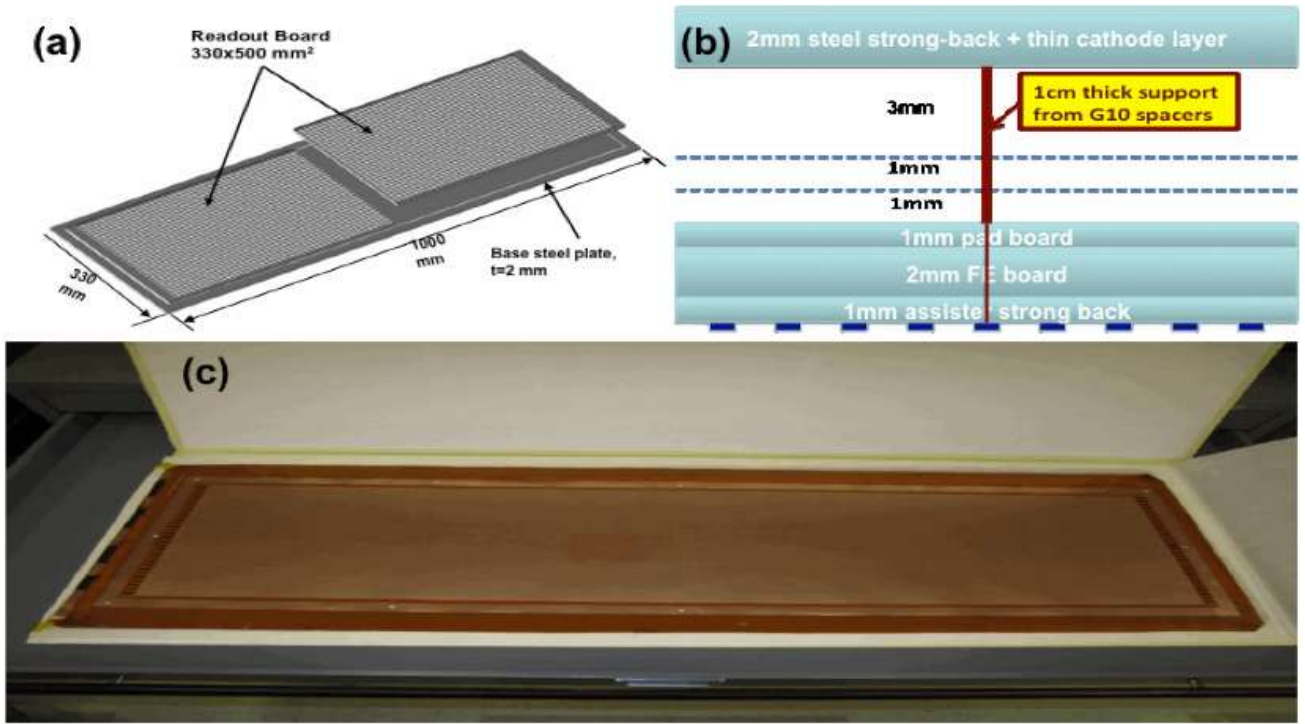 (a)
Readout Board
330x500 mm²
330
mm
1000
mm
Base steel plate,
t=2 mm
(b)
2mm steel strong-back + thin cathode layer
3mm
1cm thick support
from G10 spacers
1mm
1mm
1mm pad board
2mm FE board
1mm assister strong back
(c)